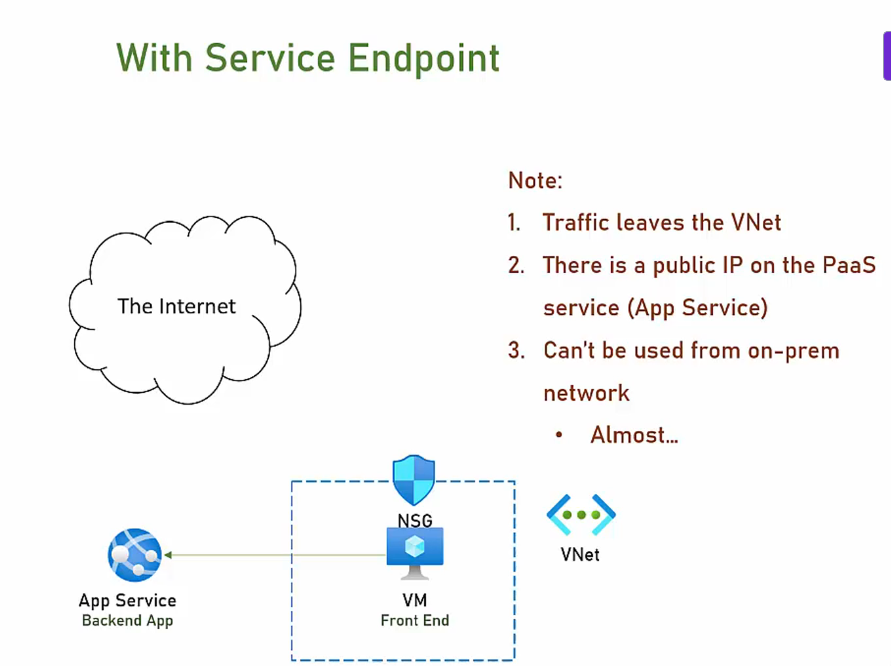 With Service Endpoint
Note:
1. Traffic leaves the VNet
2. There is a public IP on the PaaS
service (App Service)
3. Can't be used from on-prem
network
• Almost...
The Internet
NSG
VNet
App Service
Backend App
VM
Front End